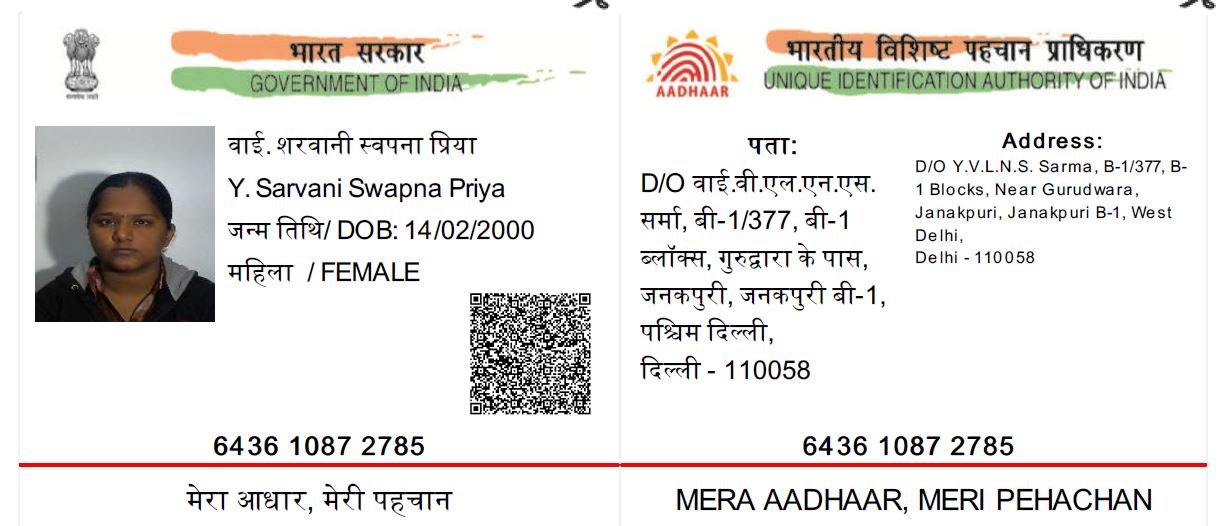 भारत सरकार
GOVERNMENT OF INDIA
वाई. शरवानी स्वपना प्रिया
Y. Sarvani Swapna Priya
जन्म तिथि/ DOB: 14/02/2000
महिला / FEMALE
6436 1087 2785
मेरा आधार, मेरी पहचान
AADHAAR
भारतीय विशिष्ट पहचान प्राधिकरण
UNIQUE IDENTIFICATION AUTHORITY OF INDIA
पता:
D/O वाई.वी.एल.एन.एस.
सर्मा, बी-1/377, बी-1
ब्लॉक्स, गुरुद्वारा के पास,
जनकपुरी, जनकपुरी बी-1,
पश्चिम दिल्ली,
दिल्ली - 110058
Address:
D/O Y.V.L.N.S. Sarma, B-1/377, B-
1 Blocks, Near Gurudwara,
Janakpuri, Janakpuri B-1, West
Delhi,
Delhi - 110058
6436 1087 2785
MERA AADHAAR, MERI PEHACHAN